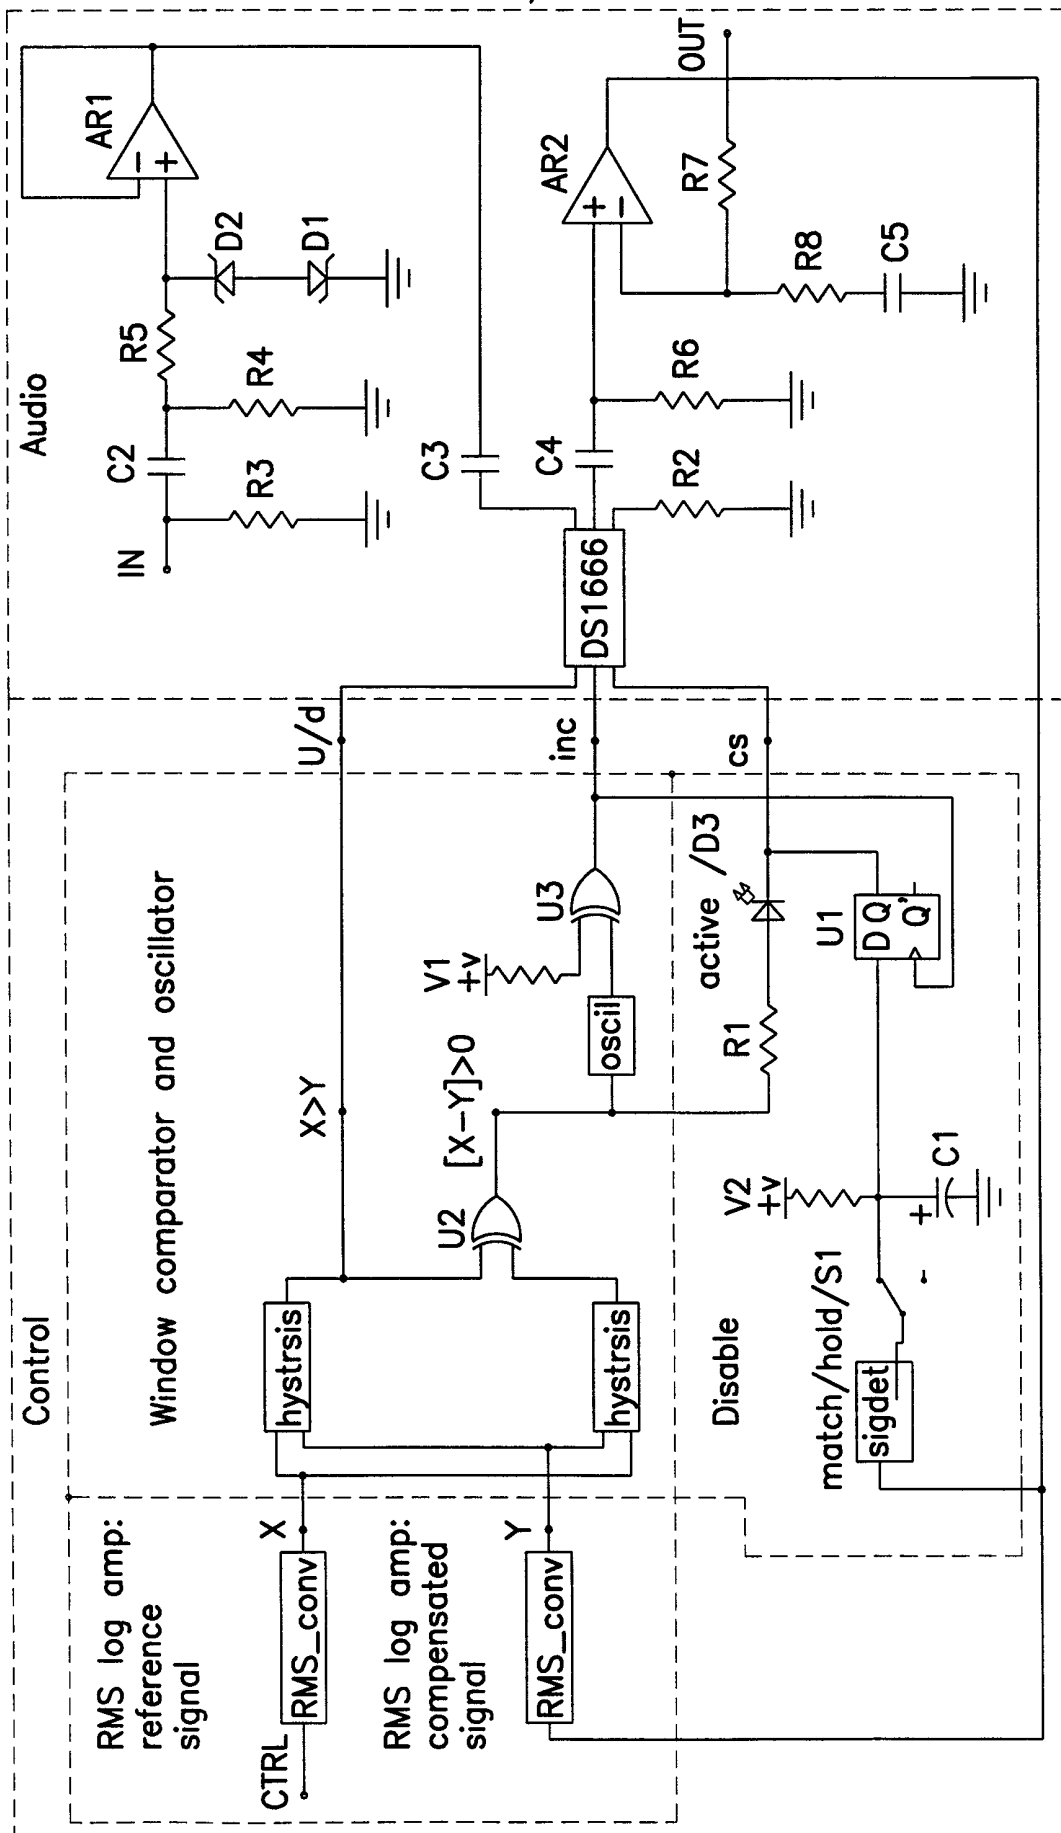 Control
Audio
RMS log amp:
reference
signal
CTRL
RMS_conv
X
RMS log amp:
compensated
signal
RMS_conv
Y
Window comparator and oscillator
hystrsis
hystrsis
X>Y
U2
[X-Y]>0
V1
+v
oscil
U3
U/d
inc
cs
Disable
match/hold/S1
sigdet
V2
+v
+
C1
R1
active /D3
U1
D Q
Q'
DS1666
IN
C2
R3
R4
R5
D2
D1
AR1
-
+
C3
C4
R2
R6
AR2
+
-
R7
R8
C5
OUT